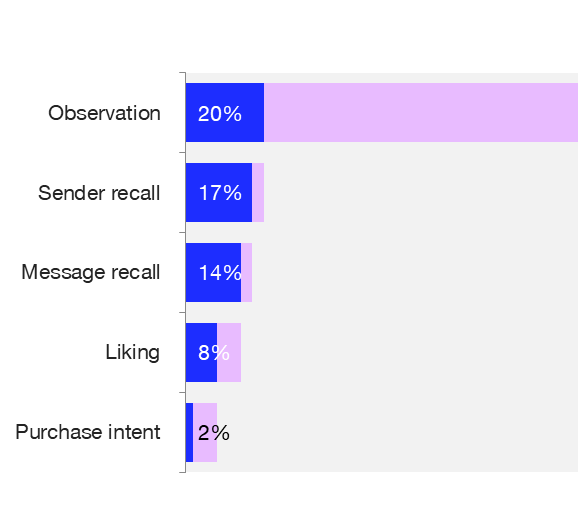 Observation 20%
Sender recall 17%
Message recall 14%
Liking 8%
Purchase intent 2%